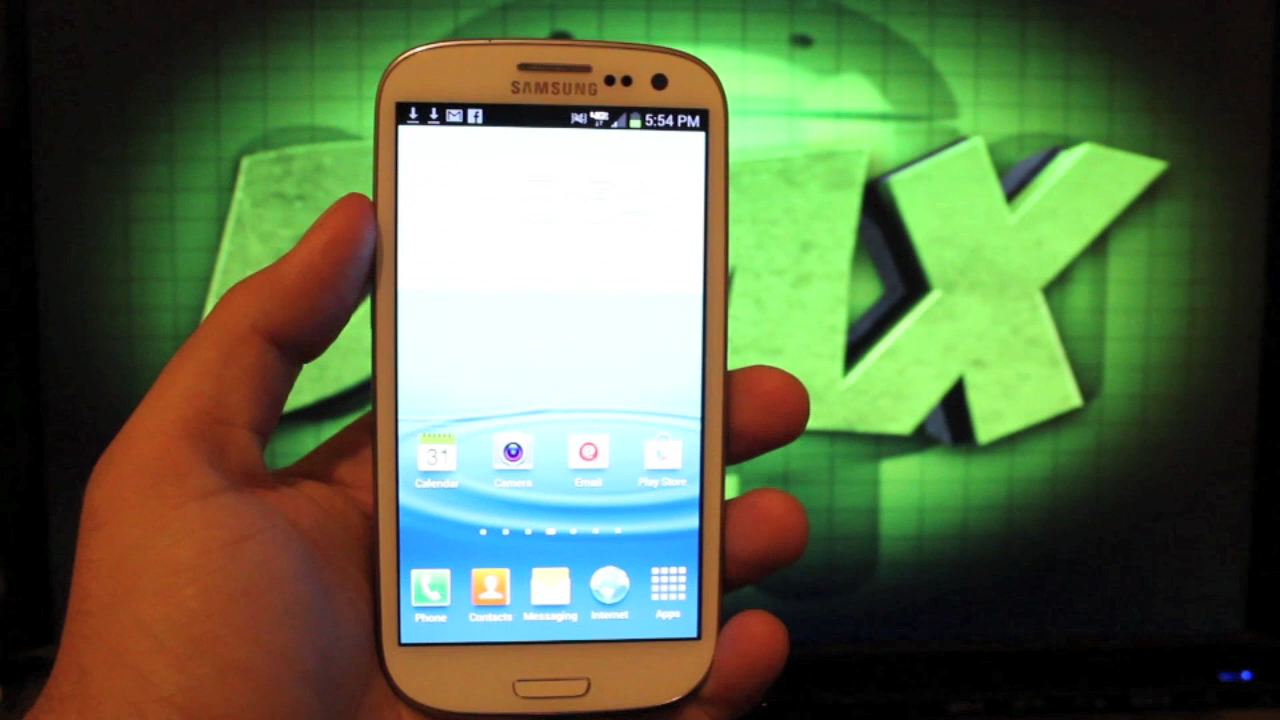 SAMSUNG
5:54 PM
31
Calendar Camera Email Play Store
Phone Contacts Messaging Internet Apps
X